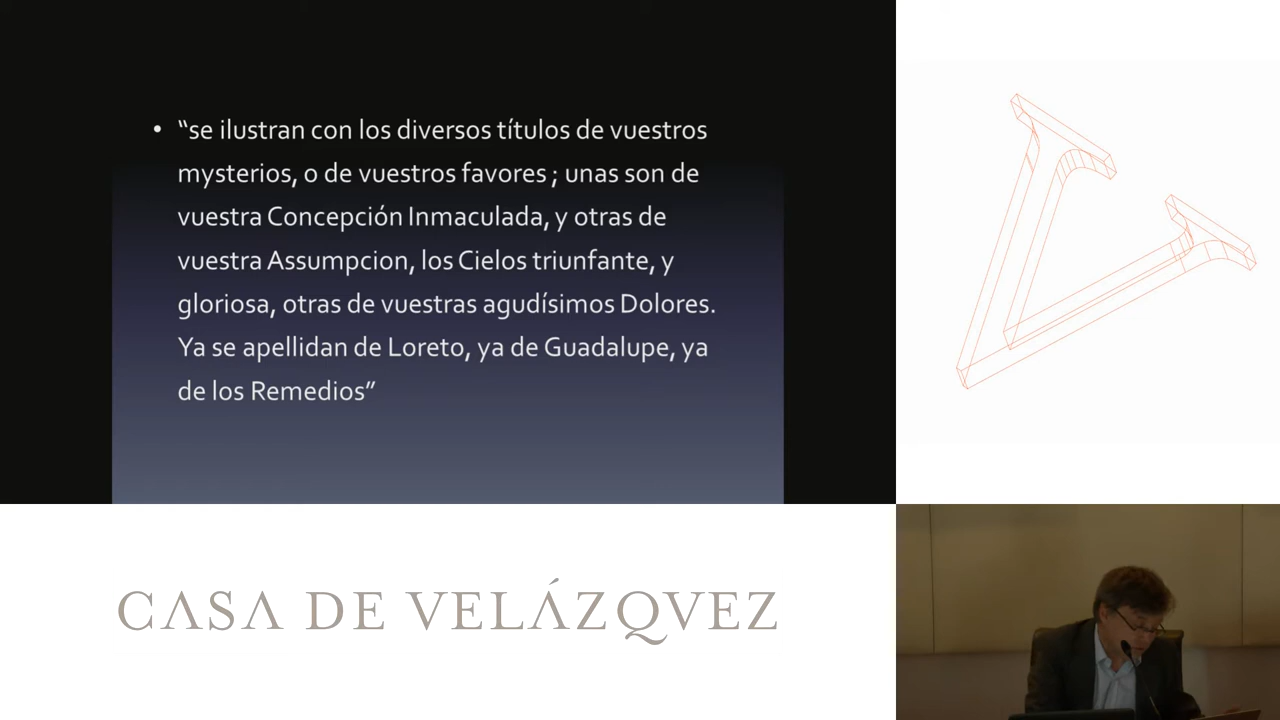 • “se ilustran con los diversos títulos de vuestros
mysterios, o de vuestros favores ; unas son de
vuestra Concepción Inmaculada, y otras de
vuestra Assumpcion, los Cielos triunfante, y
gloriosa, otras de vuestras agudísimos Dolores.
Ya se apellidan de Loreto, ya de Guadalupe, ya
de los Remedios”
CASA DE VELÁZQVEZ